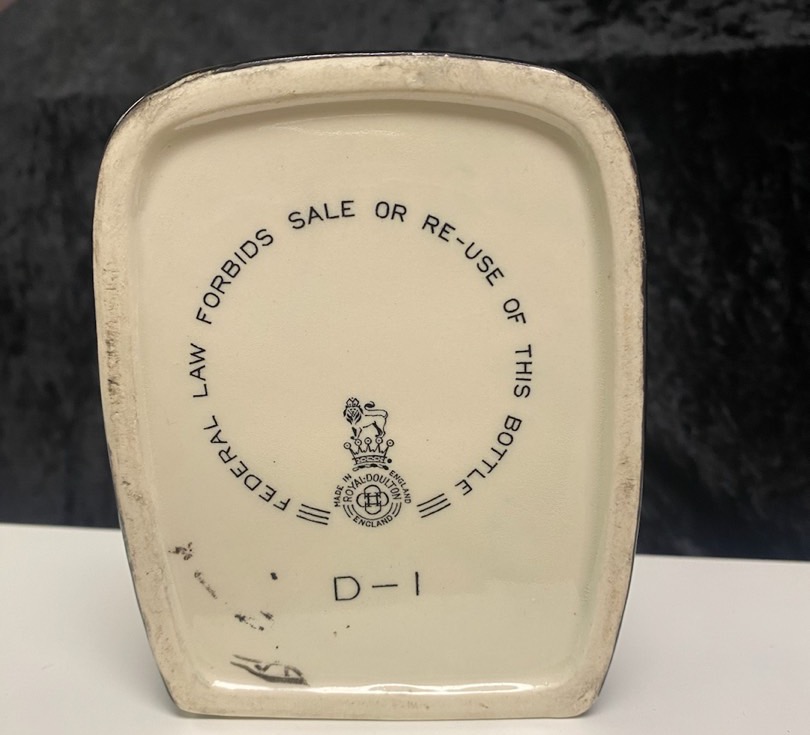 FEDERAL LAW FORBIDS SALE OR RE-USE OF THIS BOTTLE
MADE IN ENGLAND
ROYAL·DOULTON
ENGLAND
D-1